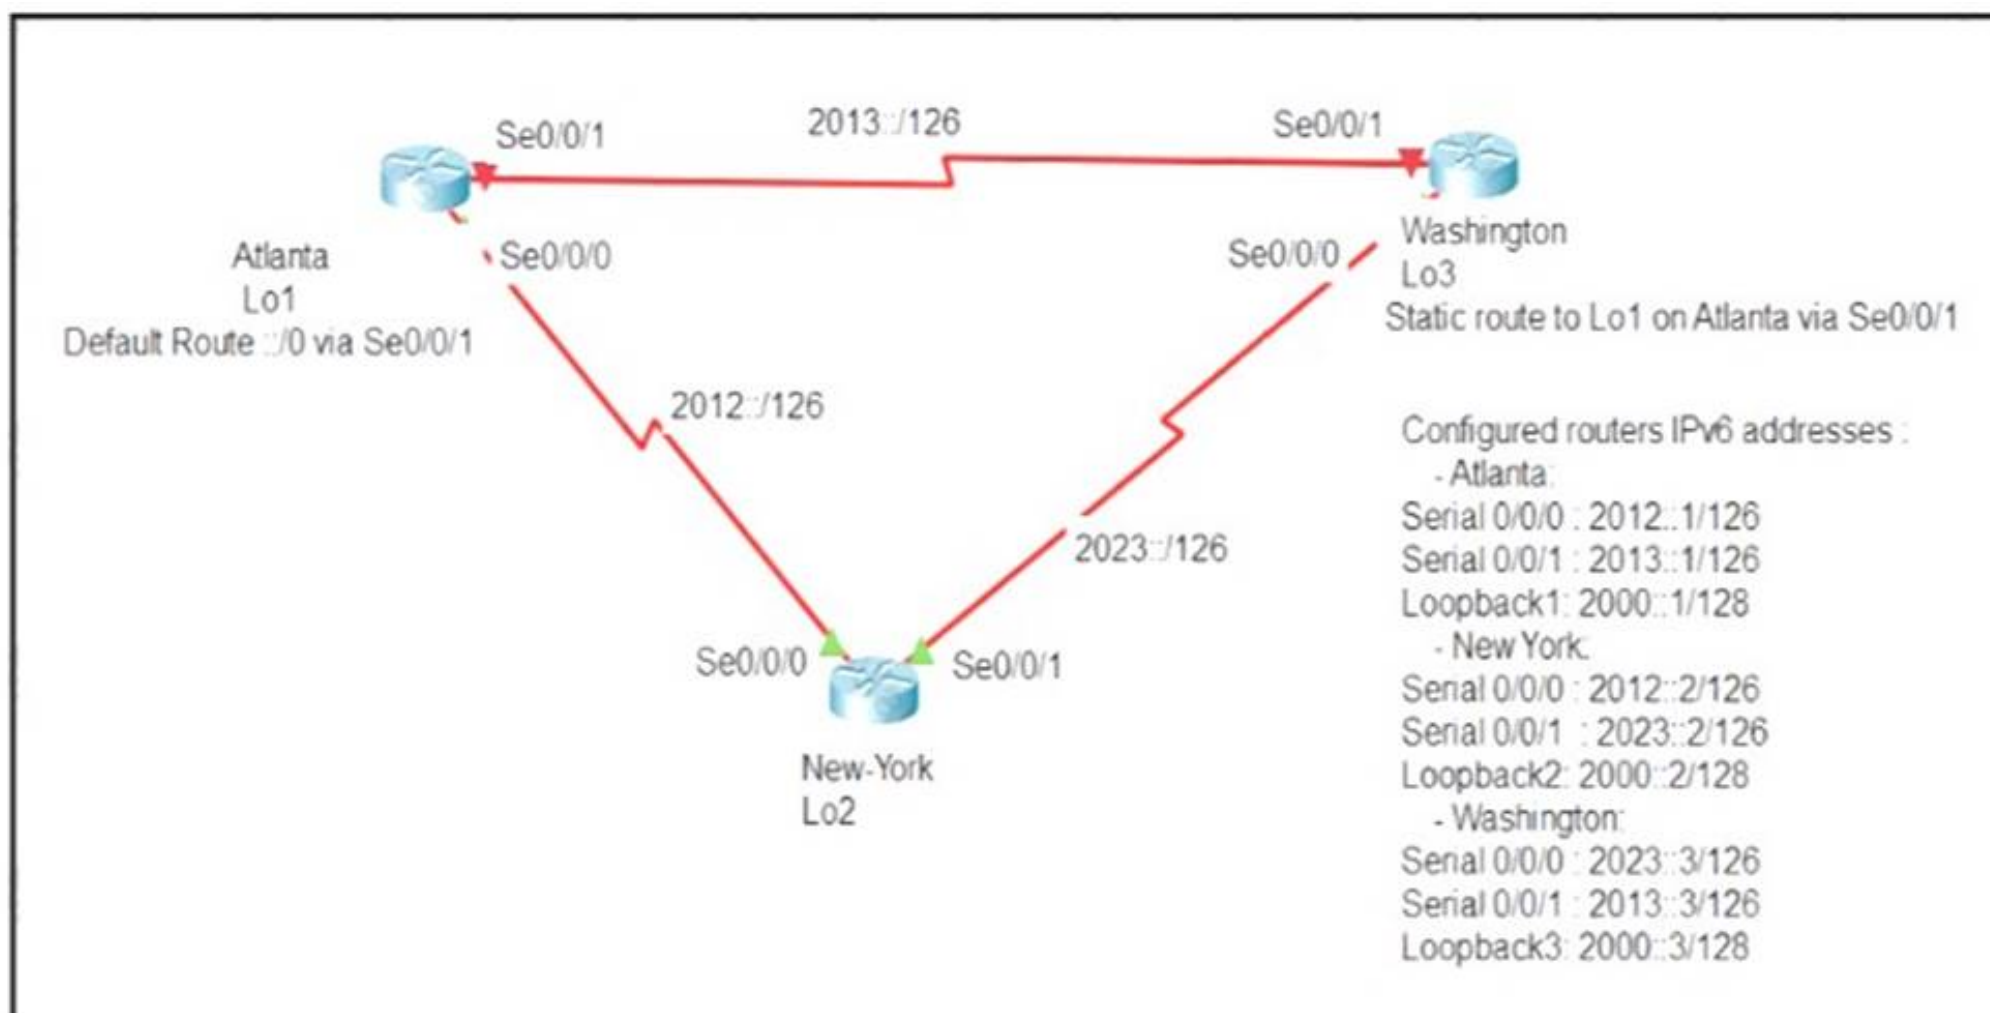 Se0/0/1
2013::/126
Se0/0/1
Atlanta
Lo1
Default Route ::/0 via Se0/0/1
Se0/0/0
Se0/0/0
Washington
Lo3
Static route to Lo1 on Atlanta via Se0/0/1
2012::/126
2023::/126
Se0/0/0
Se0/0/1
New-York
Lo2
Configured routers IPv6 addresses :
- Atlanta:
Serial 0/0/0 : 2012::1/126
Serial 0/0/1 : 2013::1/126
Loopback1: 2000::1/128
- New York:
Serial 0/0/0 : 2012::2/126
Serial 0/0/1 : 2023::2/126
Loopback2: 2000::2/128
- Washington:
Serial 0/0/0 : 2023::3/126
Serial 0/0/1 : 2013::3/126
Loopback3: 2000::3/128